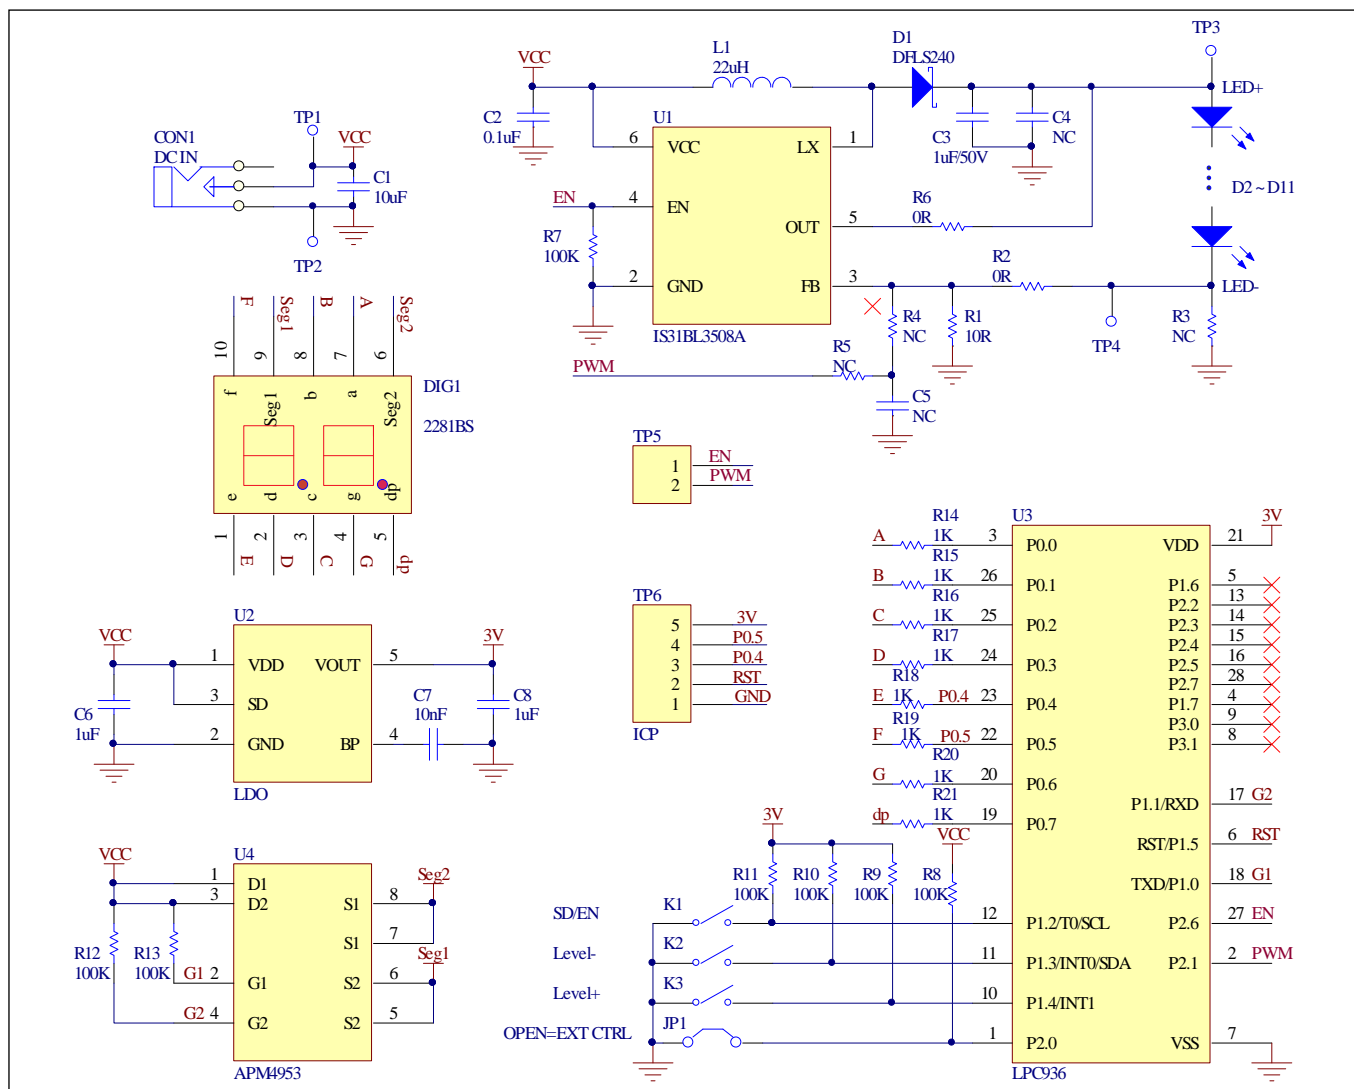 TP3
D1
DFLS240
L1
22uH
VCC
LED+
C2
0.1uF
U1
6
VCC
LX
1
C3
1uF/50V
C4
NC
TP1
CON1
DC IN
VCC
C1
10uF
TP2
D2~D11
EN
4
EN
R7
100K
OUT
5
R6
0R
2
GND
FB
3
R2
0R
LED-
IS31BL3508A
R4
NC
R1
10R
TP4
R3
NC
PWM
R5
NC
C5
NC
F
Seg1
B
A
Seg2
10
9
8
7
6
f
Seg1
b
a
Seg2
DIG1
2281BS
e
d
c
g
dp
1
2
3
4
5
E
D
C
G
dp
TP5
1
EN
2
PWM
TP6
5
3V
4
P0.5
3
P0.4
2
RST
1
GND
ICP
U2
VCC
1
VDD
VOUT
5
3V
3
SD
C6
1uF
2
GND
BP
4
C7
10nF
C8
1uF
LDO
U3
3V
A
R14
1K
3
P0.0
VDD
21
B
R15
1K
26
P0.1
P1.6
5
P2.2
13
C
R16
1K
25
P0.2
P2.3
14
P2.4
15
D
R17
1K
24
P0.3
P2.5
16
P2.7
28
E
R18
1K
P0.4
23
P0.4
P1.7
4
P3.0
9
F
R19
1K
P0.5
22
P0.5
P3.1
8
G
R20
1K
20
P0.6
P1.1/RXD
17
G2
dp
R21
1K
19
P0.7
RST/P1.5
6
RST
TXD/P1.0
18
G1
3V
VCC
R11
100K
R10
100K
R9
100K
R8
100K
SD/EN
K1
12
P1.2/T0/SCL
P2.6
27
EN
Level-
K2
11
P1.3/INT0/SDA
P2.1
2
PWM
Level+
K3
10
P1.4/INT1
OPEN=EXT CTRL
JP1
1
P2.0
VSS
7
LPC936
VCC
U4
1
D1
3
D2
S1
8
Seg2
S1
7
R12
100K
R13
100K
G1
2
G1
S2
6
Seg1
G2
4
G2
S2
5
APM4953